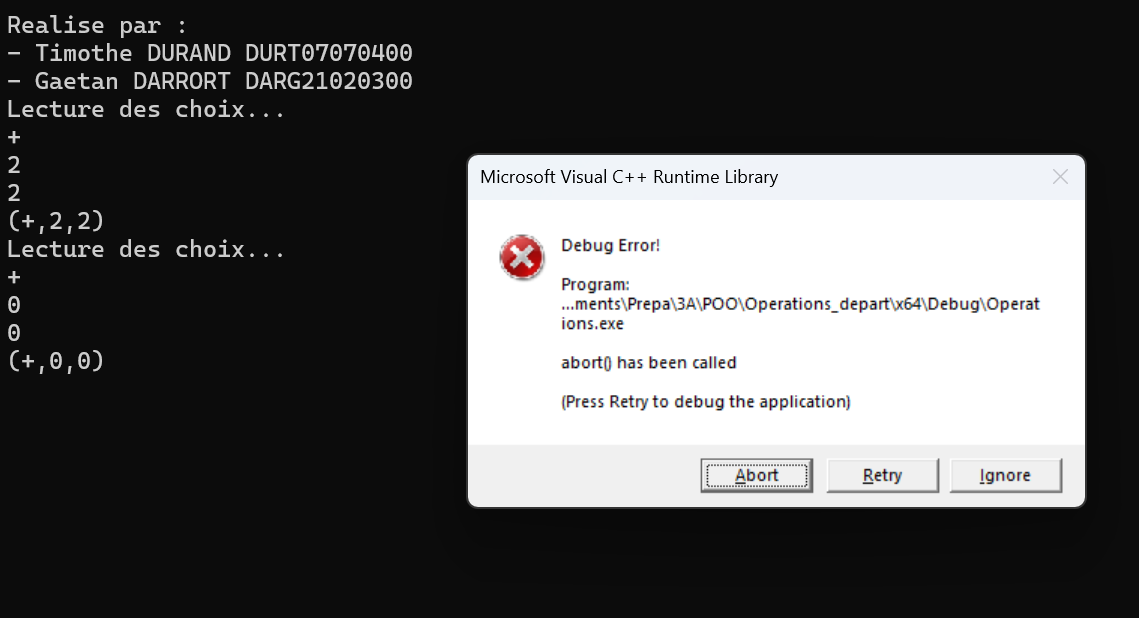 Realise par :
- Timothe DURAND DURT07070400
- Gaetan DARRORT DARG21020300
Lecture des choix...
+
2
2
(+,2,2)
Lecture des choix...
+
0
0
(+,0,0)
Microsoft Visual C++ Runtime Library
Debug Error!
Program:
...ments\Prepa\3A\POO\Operations_depart\x64\Debug\Operat
ions.exe
abort() has been called
(Press Retry to debug the application)
Abort
Retry
Ignore